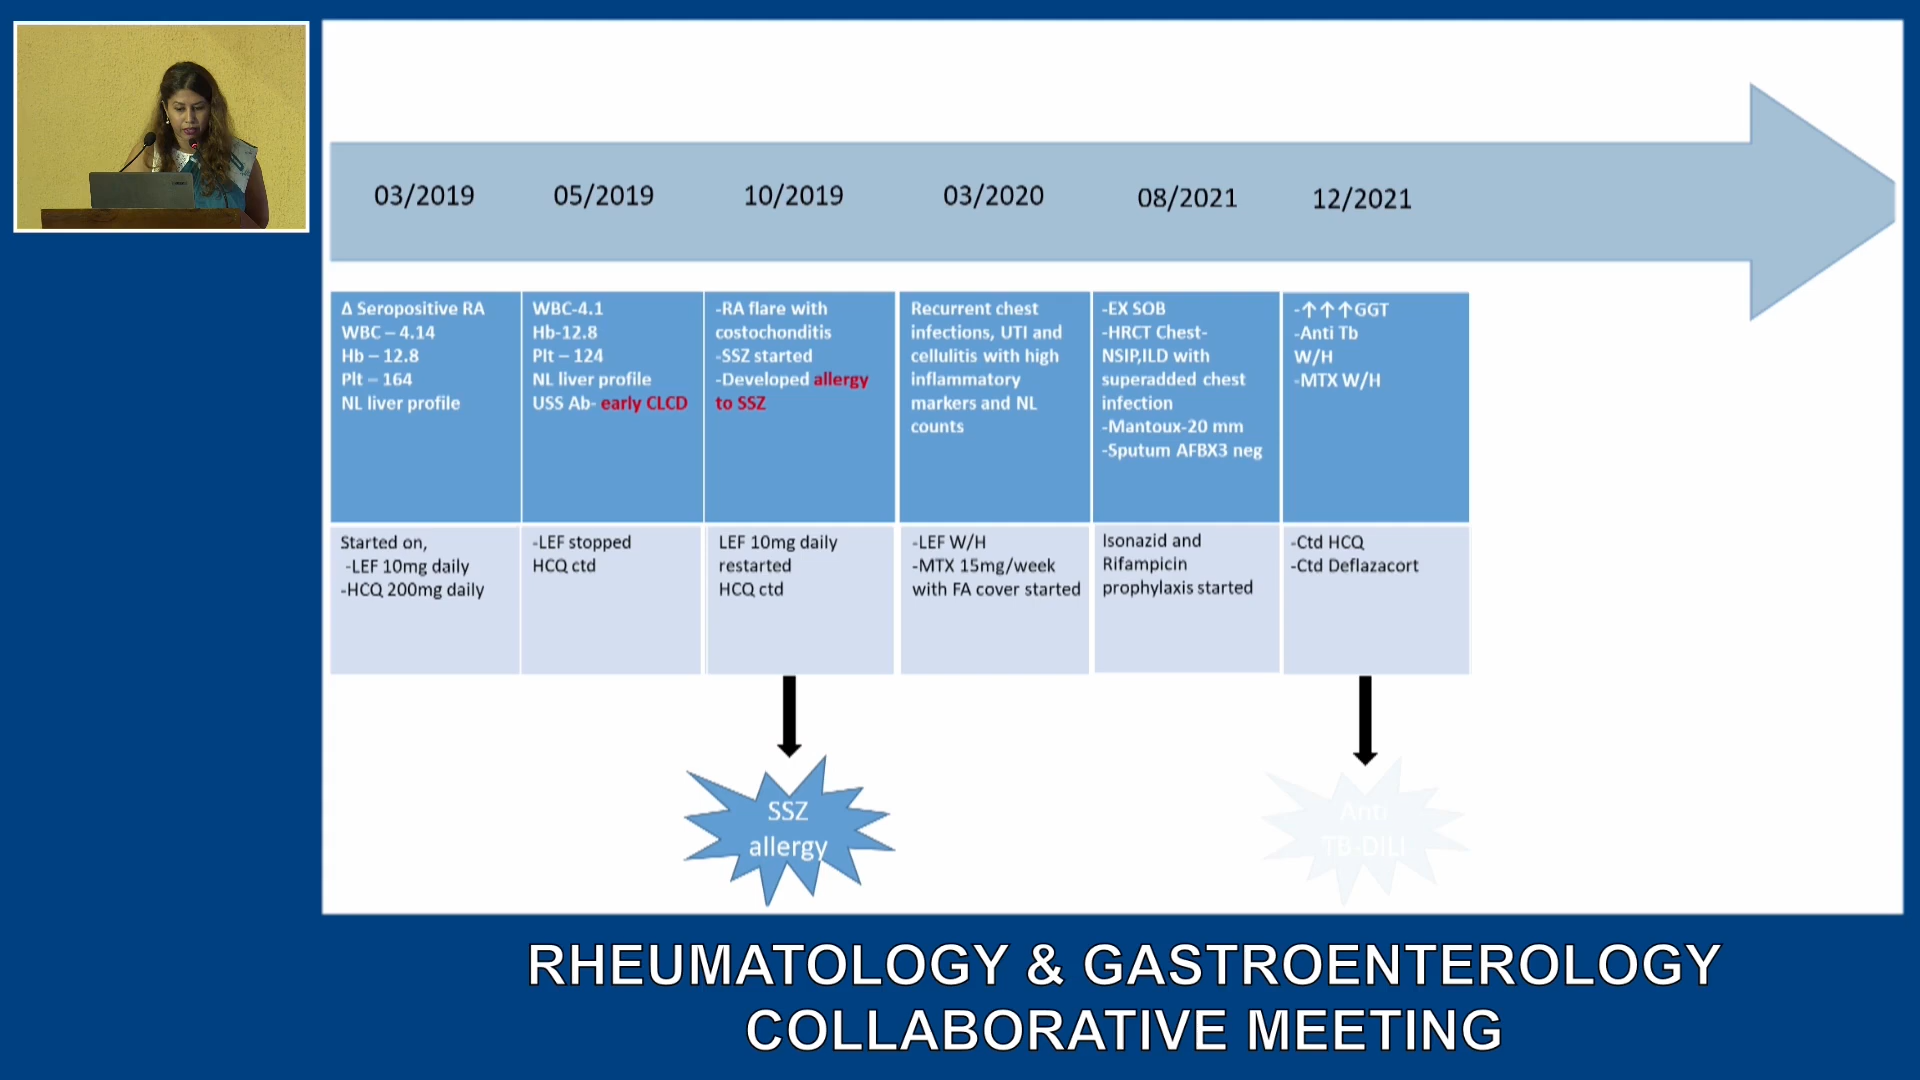 03/2019
05/2019
10/2019
03/2020
08/2021
12/2021
Δ Seropositive RA
WBC – 4.14
Hb – 12.8
Plt – 164
NL liver profile
WBC-4.1
Hb-12.8
Plt – 124
NL liver profile
USS Ab- early CLCD
-RA flare with
costochonditis
-SSZ started
-Developed allergy
to SSZ
Recurrent chest
infections, UTI and
cellulitis with high
inflammatory
markers and NL
counts
-EX SOB
-HRCT Chest-
NSIP,ILD with
superadded chest
infection
-Mantoux-20 mm
-Sputum AFBX3 neg
-↑↑↑GGT
-Anti Tb
W/H
-MTX W/H
Started on,
-LEF 10mg daily
-HCQ 200mg daily
-LEF stopped
HCQ ctd
LEF 10mg daily
restarted
HCQ ctd
-LEF W/H
-MTX 15mg/week
with FA cover started
Isonazid and
Rifampicin
prophylaxis started
-Ctd HCQ
-Ctd Deflazacort
SSZ
allergy
Anti
TB-DILI
RHEUMATOLOGY & GASTROENTEROLOGY
COLLABORATIVE MEETING